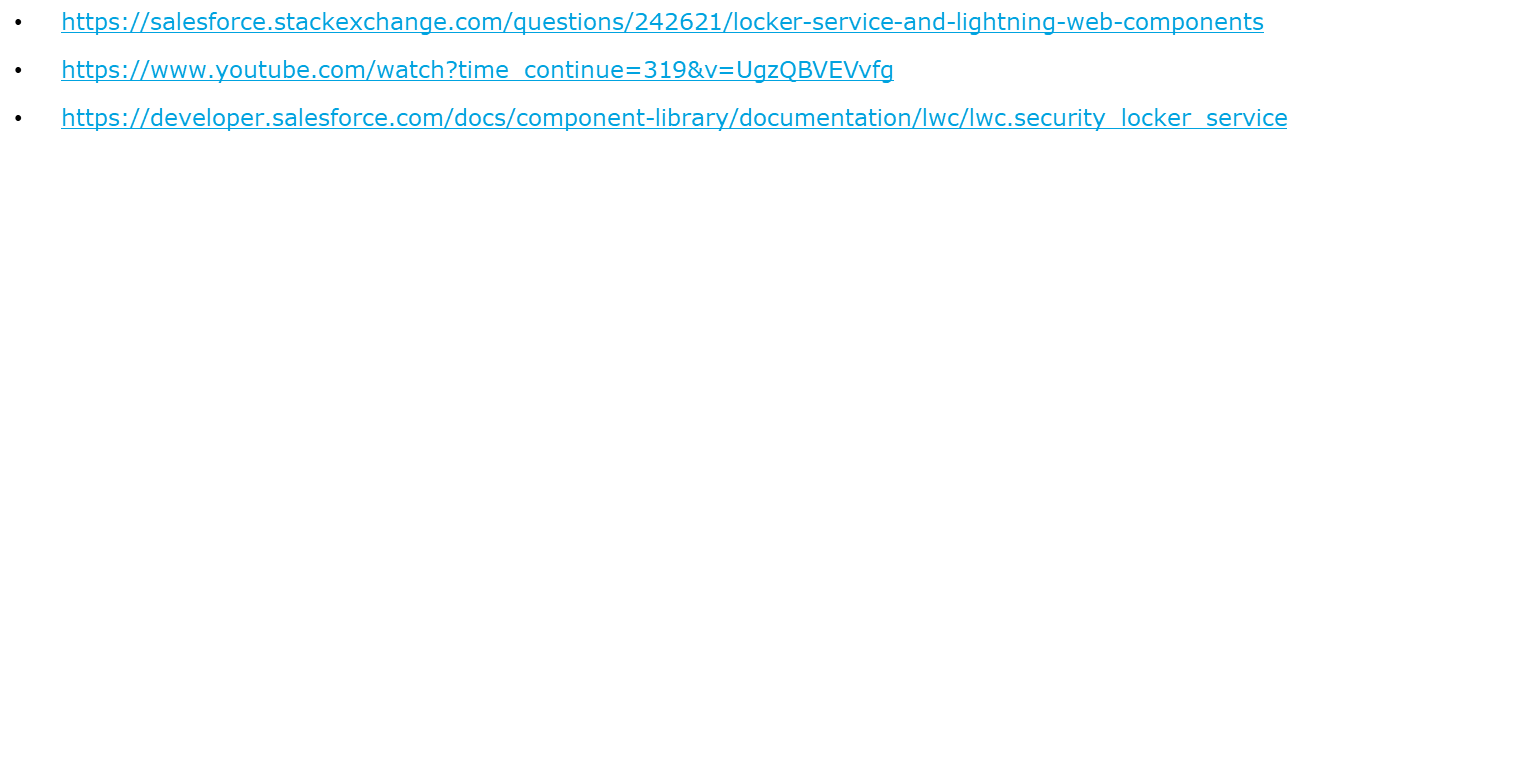 • https://salesforce.stackexchange.com/questions/242621/locker-service-and-lightning-web-components
• https://www.youtube.com/watch?time_continue=319&v=UgzQBVEVvfg
• https://developer.salesforce.com/docs/component-library/documentation/lwc/lwc.security_locker_service